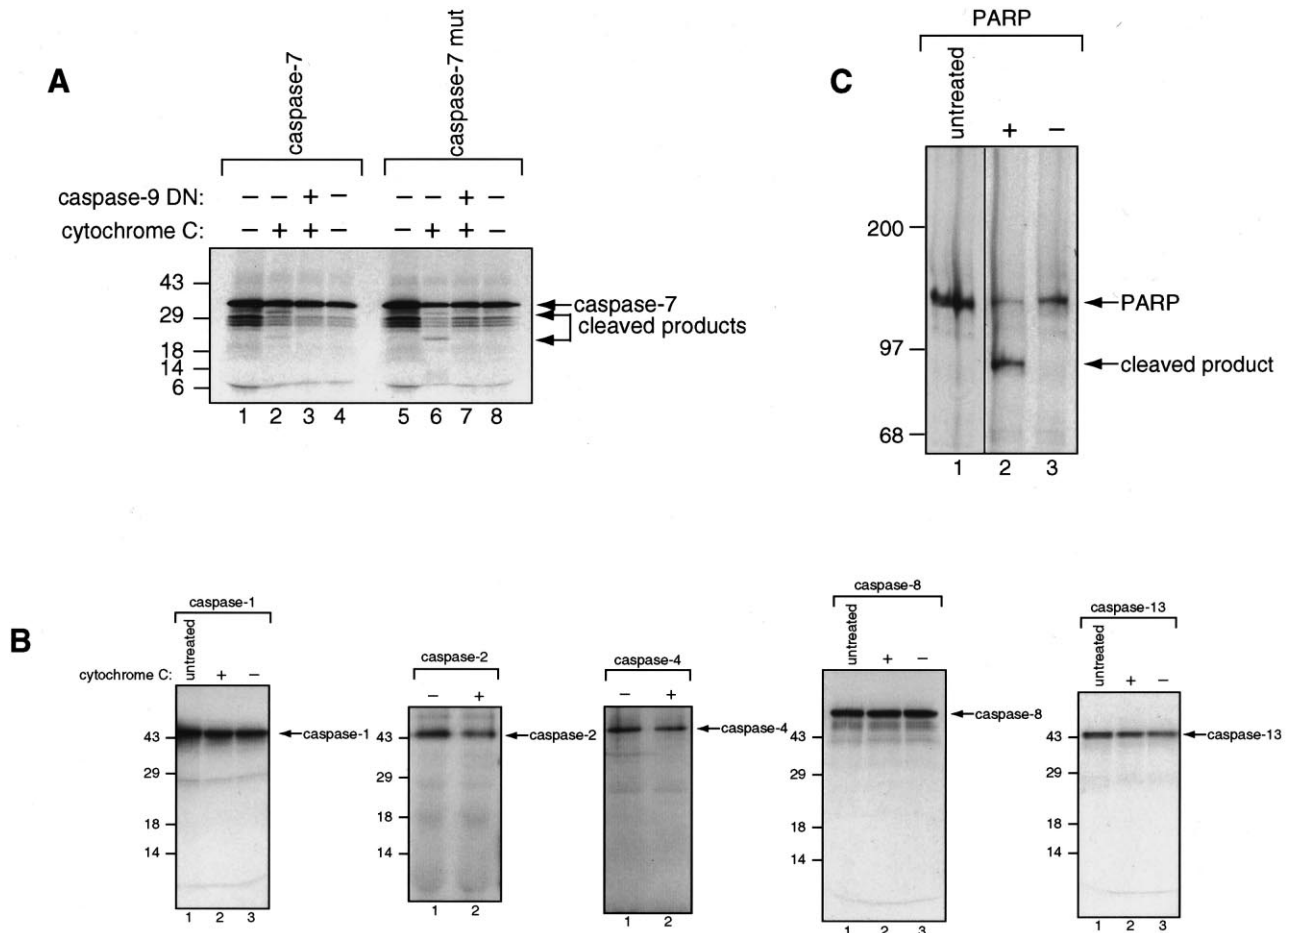 A
caspase-7
caspase-7 mut
caspase-9 DN: − − + − − − + −
cytochrome C: − + + − − + + −
43
29
18
14
6
caspase-7
cleaved products
1 2 3 4 5 6 7 8
C
PARP
untreated + −
200
97
68
PARP
cleaved product
1 2 3
B
caspase-1
cytochrome C: untreated + −
43
29
18
14
caspase-1
1 2 3
caspase-2
− +
43
29
18
14
caspase-2
1 2
caspase-4
− +
43
29
18
14
caspase-4
1 2
caspase-8
untreated + −
43
29
18
14
caspase-8
1 2 3
caspase-13
untreated + −
43
29
18
14
caspase-13
1 2 3